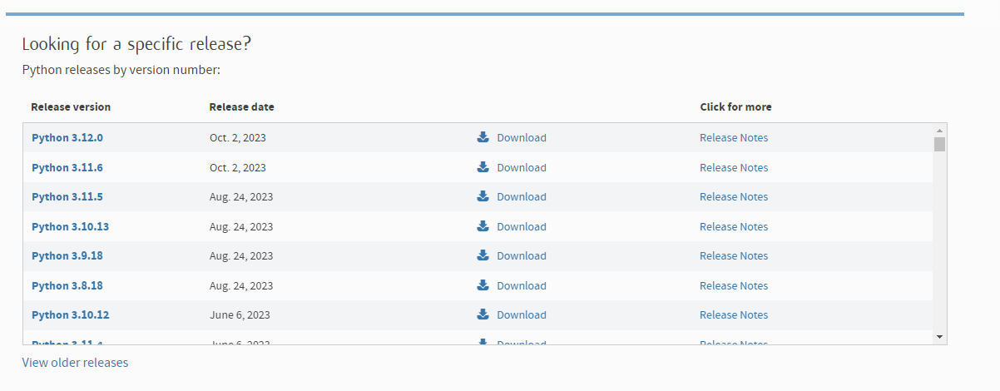 Looking for a specific release?
Python releases by version number:
Release version Release date Click for more
Python 3.12.0 Oct. 2, 2023 Download Release Notes
Python 3.11.6 Oct. 2, 2023 Download Release Notes
Python 3.11.5 Aug. 24, 2023 Download Release Notes
Python 3.10.13 Aug. 24, 2023 Download Release Notes
Python 3.9.18 Aug. 24, 2023 Download Release Notes
Python 3.8.18 Aug. 24, 2023 Download Release Notes
Python 3.10.12 June 6, 2023 Download Release Notes
Python 3.11.4 June 6, 2023 Download Release Notes
View older releases